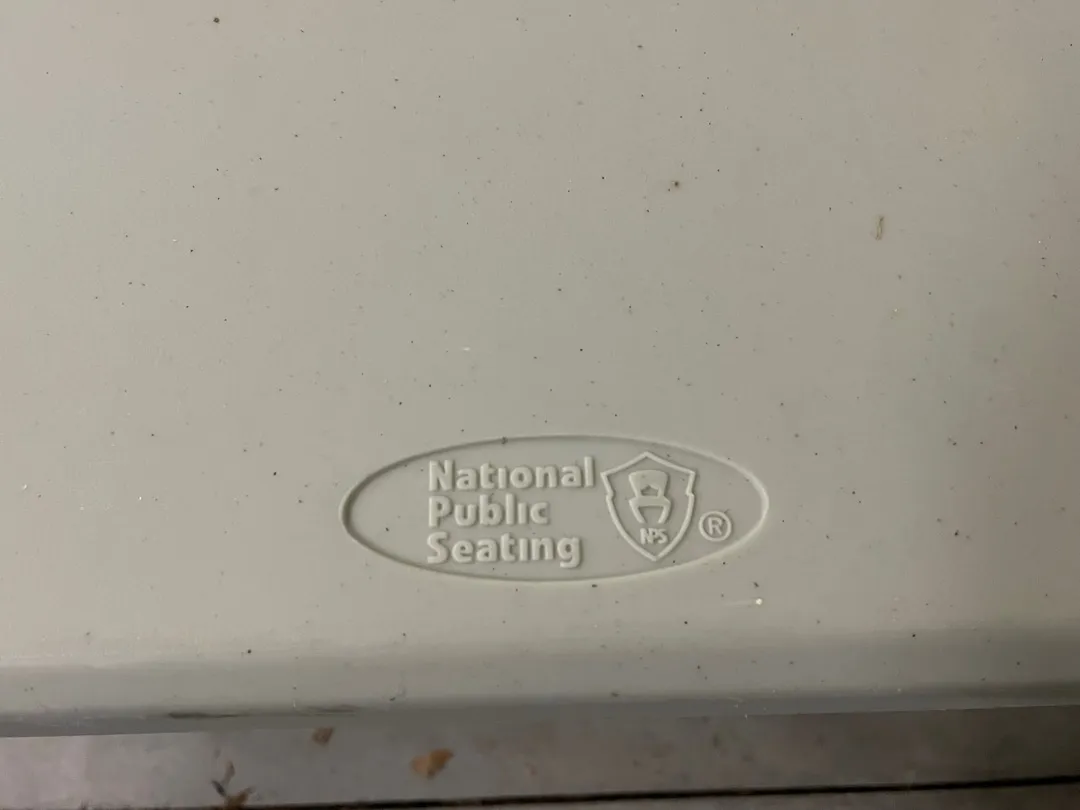 National
Public
Seating
NPS
®